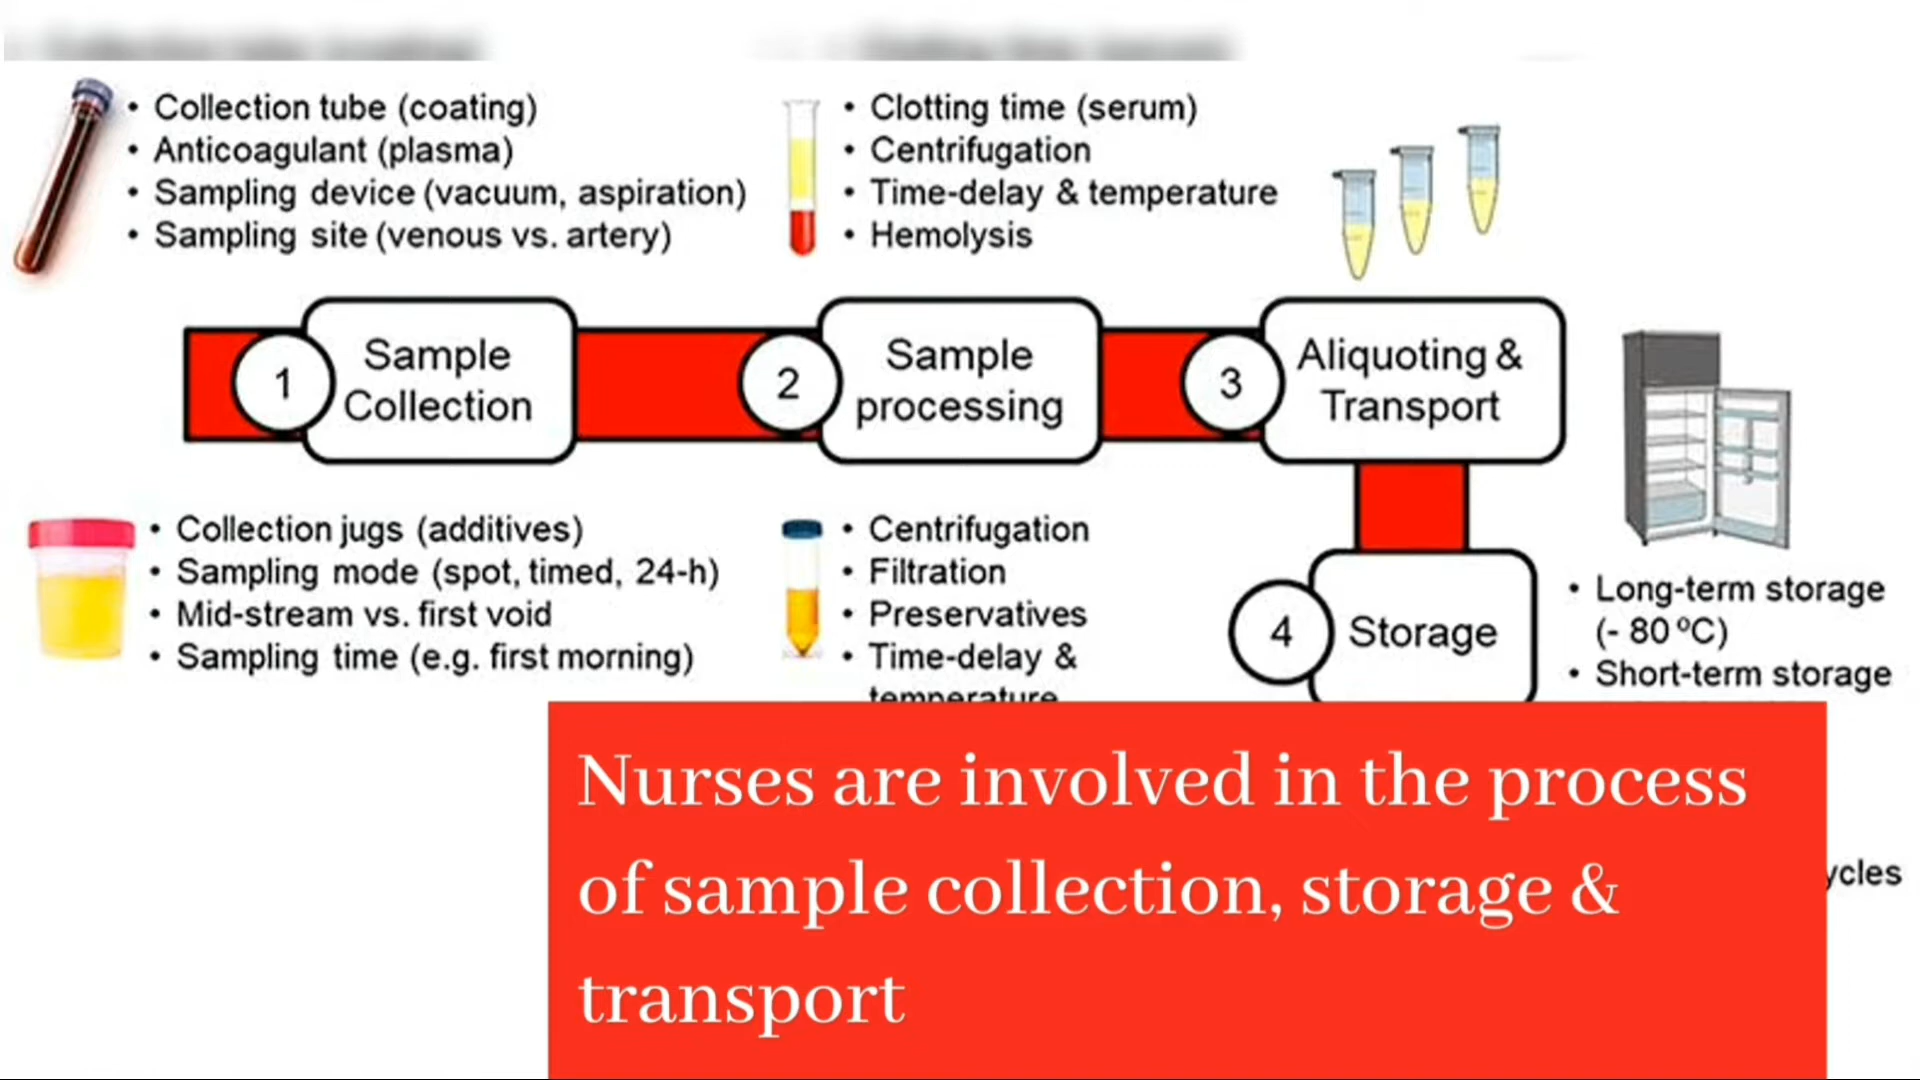 • Collection tube (coating)
• Anticoagulant (plasma)
• Sampling device (vacuum, aspiration)
• Sampling site (venous vs. artery)
• Clotting time (serum)
• Centrifugation
• Time-delay & temperature
• Hemolysis
1
Sample
Collection
2
Sample
processing
3
Aliquoting &
Transport
• Collection jugs (additives)
• Sampling mode (spot, timed, 24-h)
• Mid-stream vs. first void
• Sampling time (e.g. first morning)
• Centrifugation
• Filtration
• Preservatives
• Time-delay &
temperature
4
Storage
• Long-term storage
(- 80 ºC)
• Short-term storage
ycles
Nurses are involved in the process
of sample collection, storage &
transport